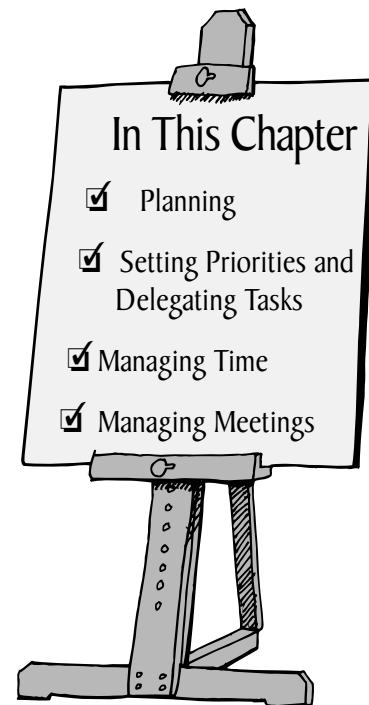 In This Chapter
Planning
Setting Priorities and
Delegating Tasks
Managing Time
Managing Meetings